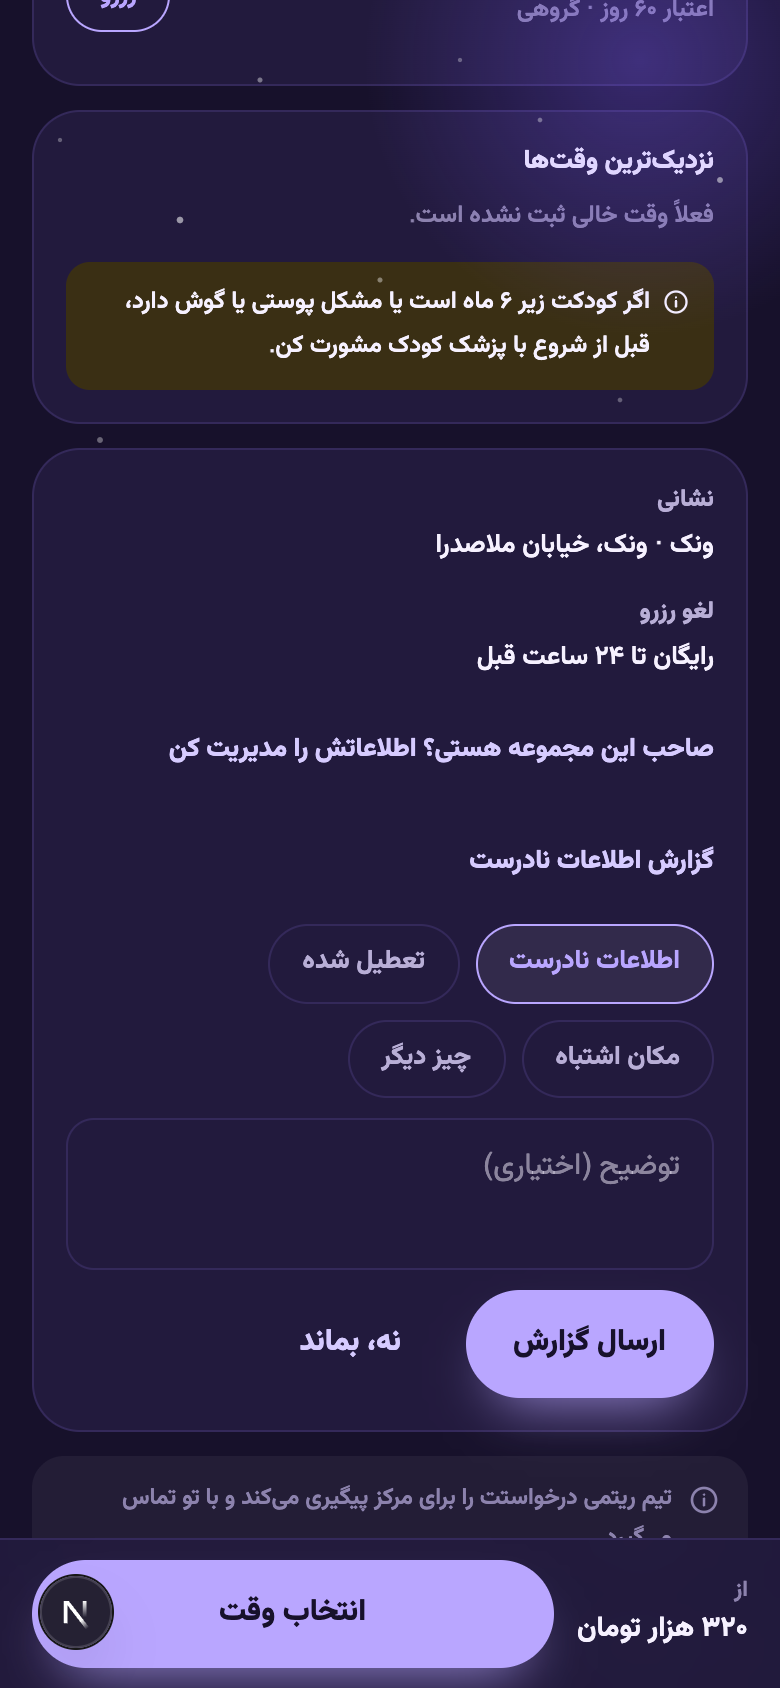 اعتبار ۶۰ روز · گروهی
رزرو
نزدیک‌ترین وقت‌ها
فعلاً وقت خالی ثبت نشده است.
اگر کودکت زیر ۶ ماه است یا مشکل پوستی یا گوش دارد،
قبل از شروع با پزشک کودک مشورت کن.
نشانی
ونک · ونک، خیابان ملاصدرا
لغو رزرو
رایگان تا ۲۴ ساعت قبل
صاحب این مجموعه هستی؟ اطلاعاتش را مدیریت کن
گزارش اطلاعات نادرست
اطلاعات نادرست
تعطیل شده
مکان اشتباه
چیز دیگر
توضیح (اختیاری)
ارسال گزارش
نه، بماند
تیم ریتمی درخواستت را برای مرکز پیگیری می‌کند و با تو تماس
از
۳۲۰ هزار تومان
انتخاب وقت
N